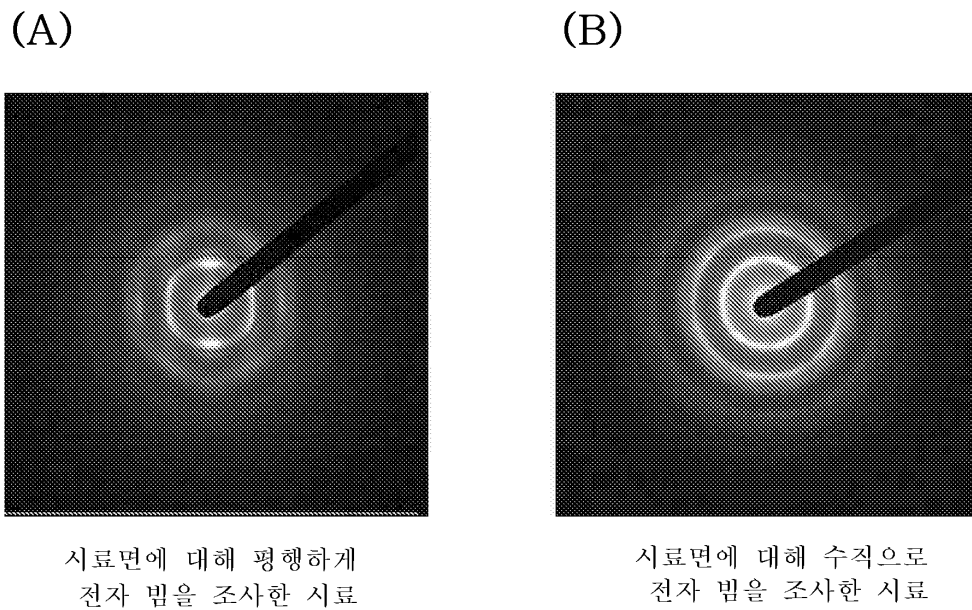 (A)
(B)
시료면에 대해 평행하게
전자 빔을 조사한 시료
시료면에 대해 수직으로
전자 빔을 조사한 시료